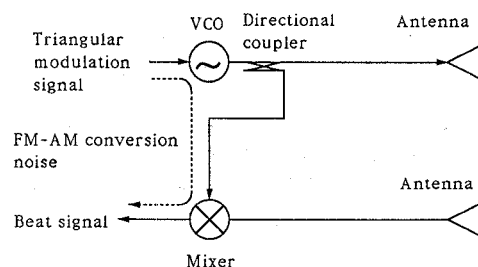 VCO
Directional
coupler
Antenna
Triangular
modulation
signal
FM-AM conversion
noise
Antenna
Beat signal
Mixer